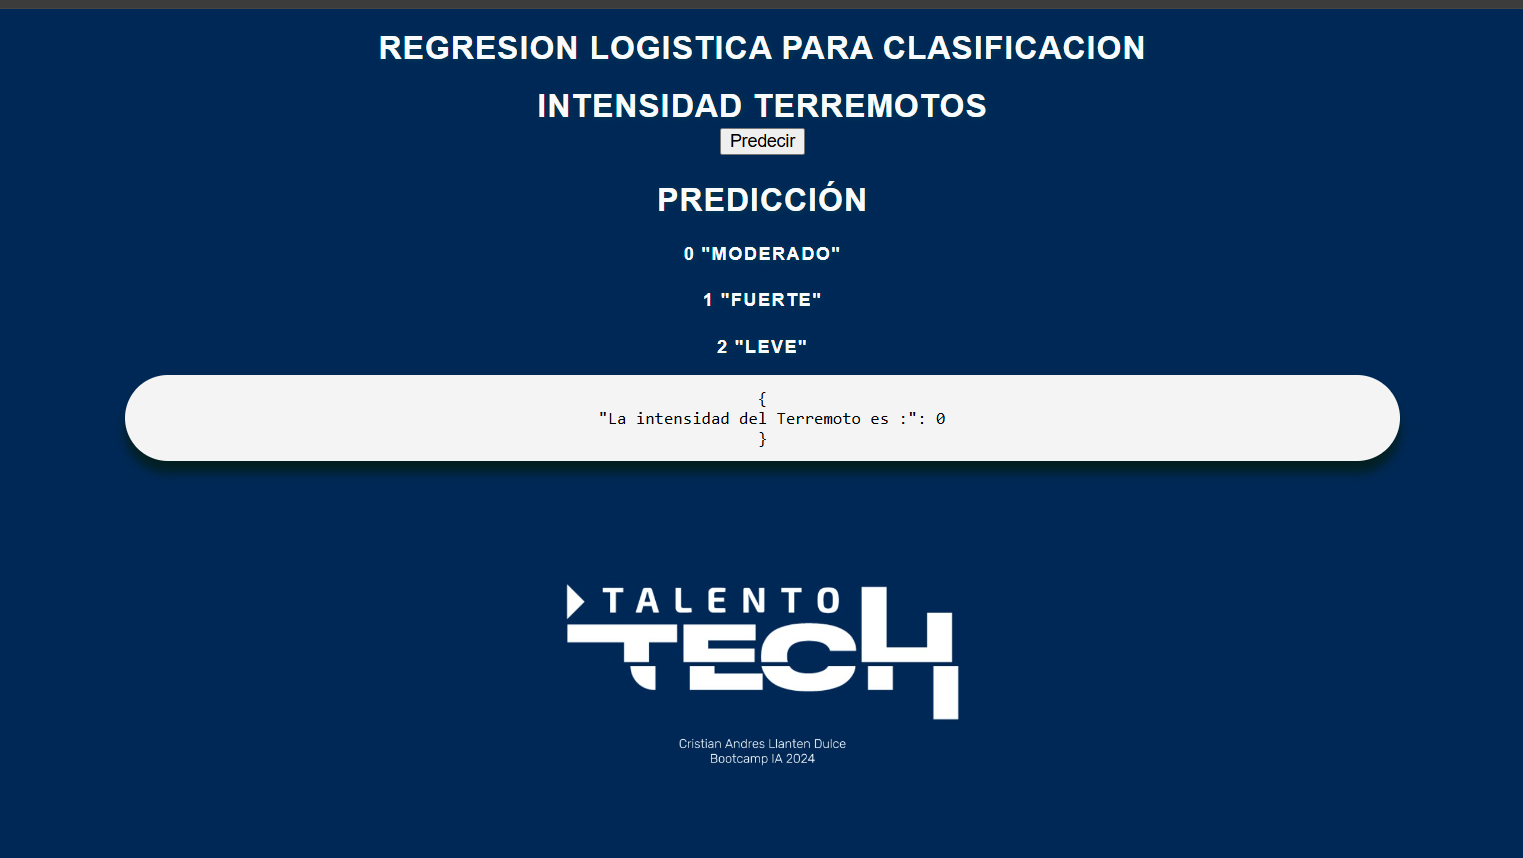 REGRESION LOGISTICA PARA CLASIFICACION
INTENSIDAD TERREMOTOS
Predecir
PREDICCIÓN
0 "MODERADO"
1 "FUERTE"
2 "LEVE"
{
"La intensidad del Terremoto es :": 0
}
TALENTO
TECH
Cristian Andres Llanten Dulce
Bootcamp IA 2024